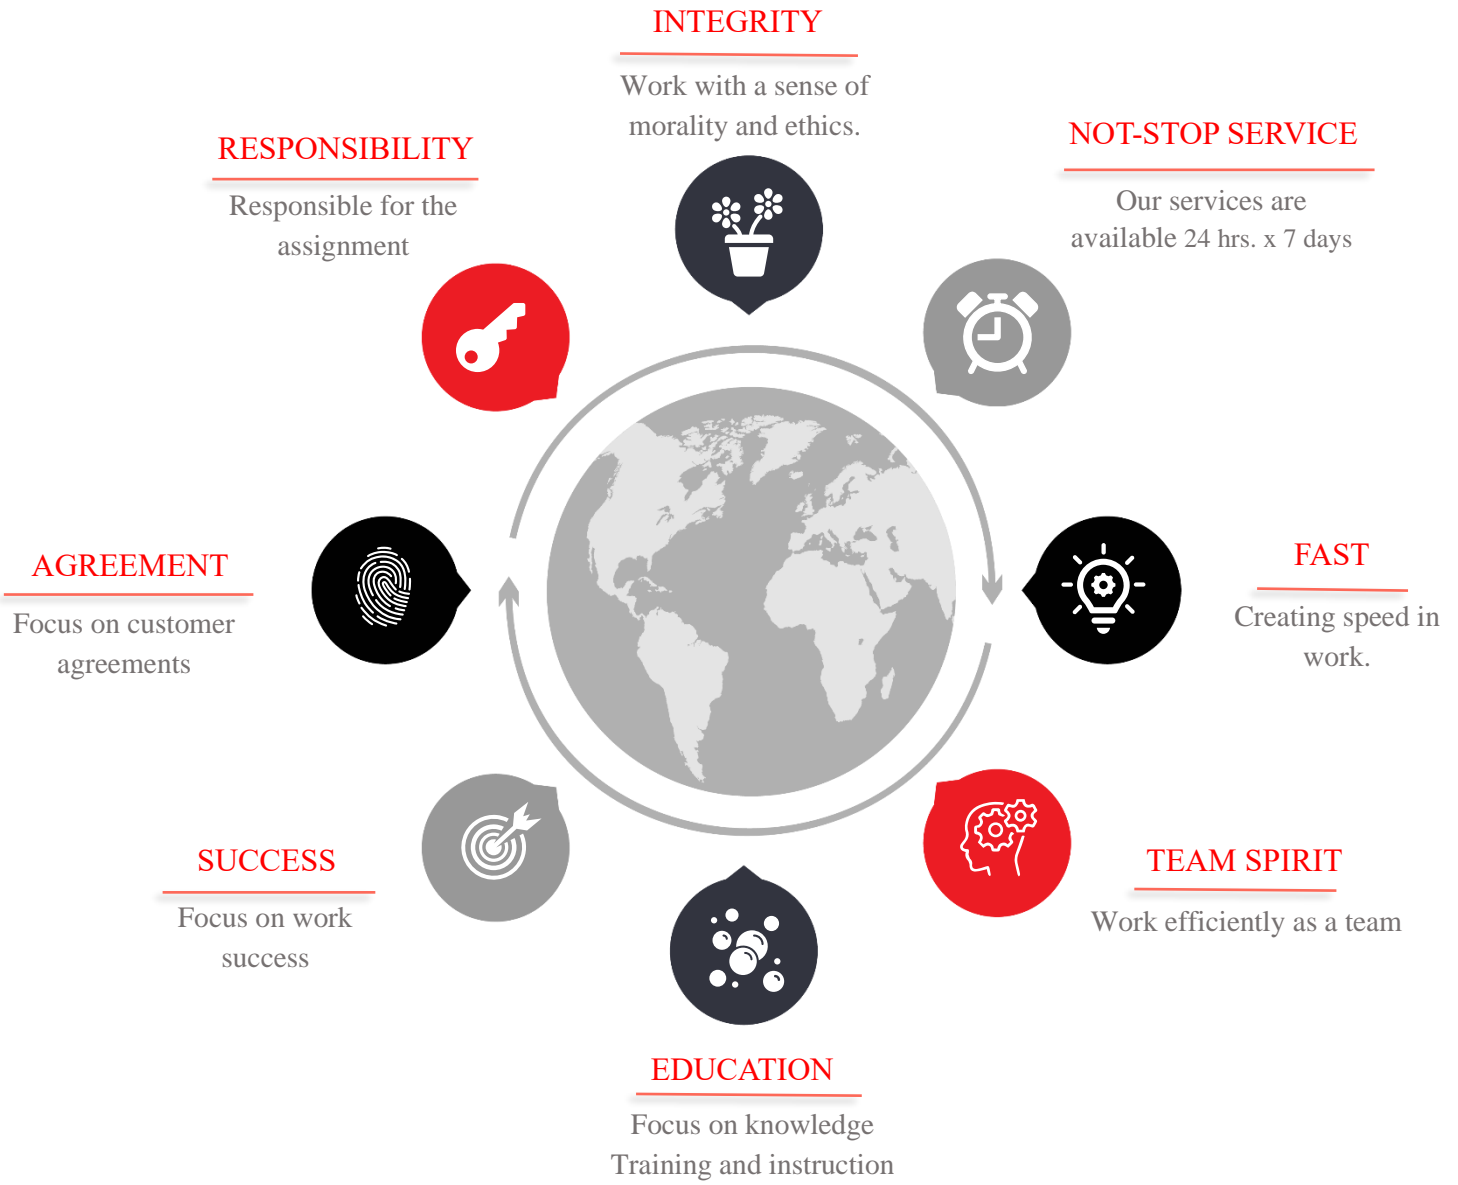 INTEGRITY
Work with a sense of
morality and ethics.
RESPONSIBILITY
Responsible for the
assignment
NOT-STOP SERVICE
Our services are
available 24 hrs. x 7 days
AGREEMENT
Focus on customer
agreements
FAST
Creating speed in
work.
SUCCESS
Focus on work
success
TEAM SPIRIT
Work efficiently as a team
EDUCATION
Focus on knowledge
Training and instruction